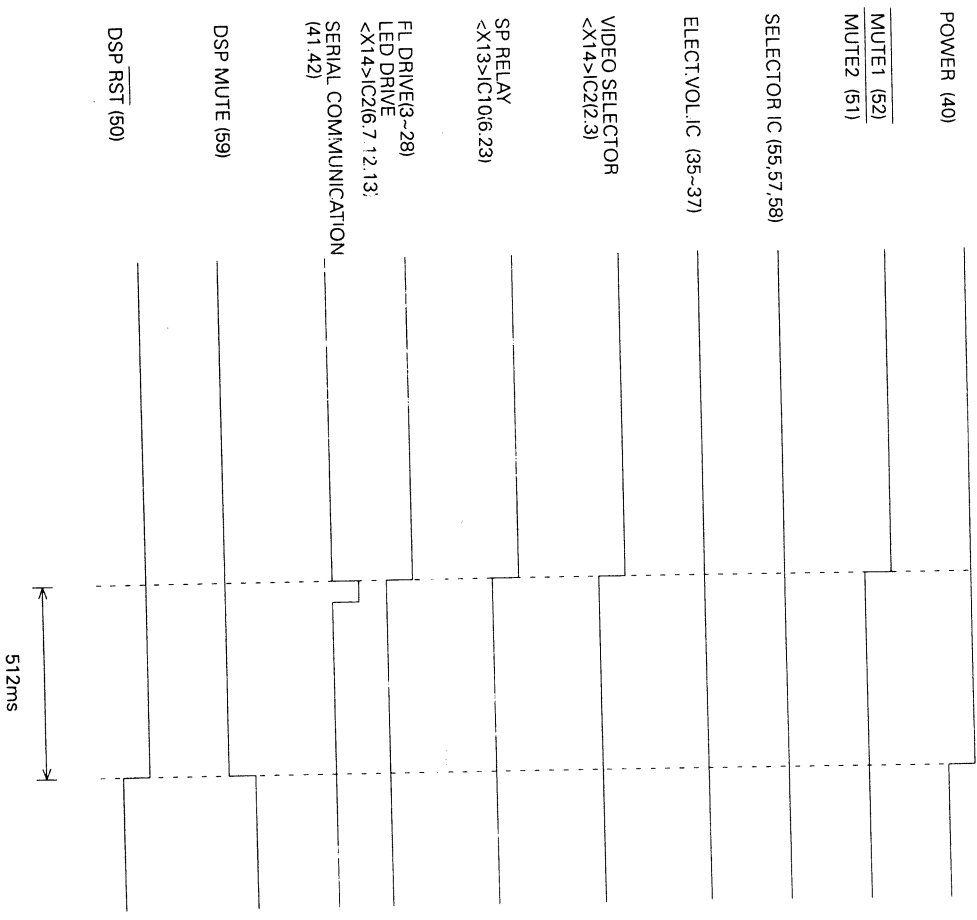 POWER (40)
MUTE1 (52)
MUTE2 (51)
SELECTOR IC (55,57,58)
ELECT.VOL.IC (35~37)
VIDEO SELECTOR
<X14>IC2(2.3)
SP RELAY
<X13>IC10(6.23)
FL DRIVE(3~28)
LED DRIVE
<X14>IC2(6.7.12.13)
SERIAL COMMUNICATION
(41.42)
DSP MUTE (59)
DSP RST (50)
512ms